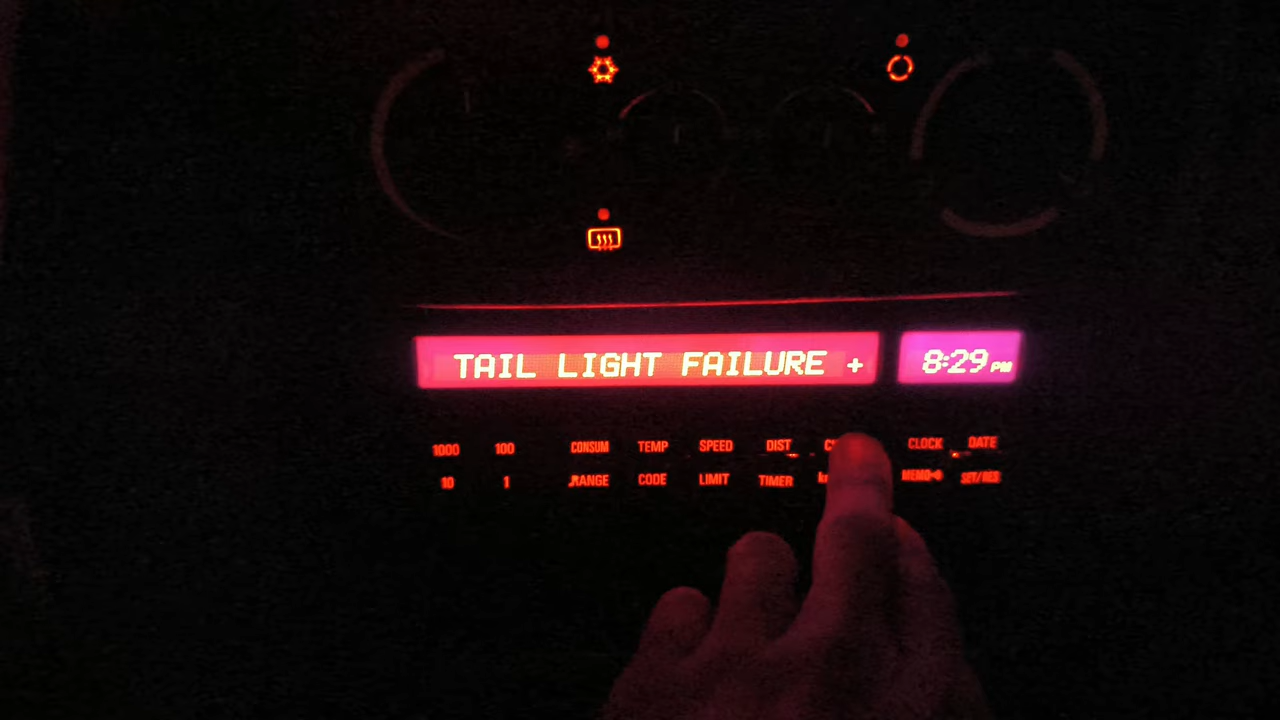 TAIL LIGHT FAILURE +
8:29 PM
1000 100 CONSUM TEMP SPEED DIST CLOCK DATE
10 1 RANGE CODE LIMIT TIMER MEMO SET/RES